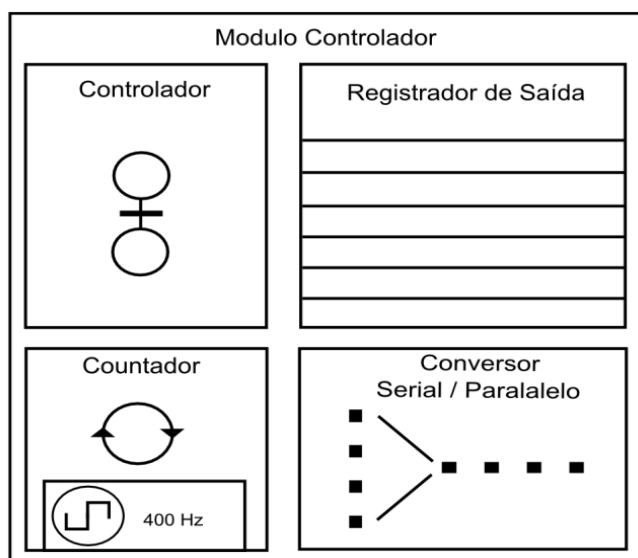 Modulo Controlador
Controlador
Registrador de Saída
Countador
400 Hz
Conversor
Serial / Paralalelo